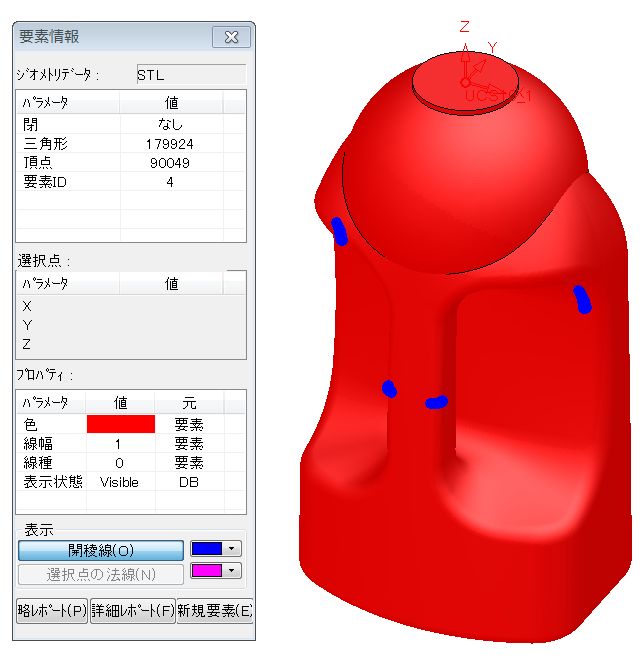 要素情報
ｼﾞｵﾒﾄﾘﾃﾞｰﾀ : STL
ﾊﾟﾗﾒｰﾀ 値
閉 なし
三角形 179924
頂点 90049
要素ID 4
選択点 :
ﾊﾟﾗﾒｰﾀ 値
X
Y
Z
ﾌﾟﾛﾊﾟﾃｨ :
ﾊﾟﾗﾒｰﾀ 値 元
色 要素
線幅 1 要素
線種 0 要素
表示状態 Visible DB
表示
開稜線(O)
選択点の法線(N)
略ﾚﾎﾟｰﾄ(P) 詳細ﾚﾎﾟｰﾄ(F) 新規要素(E)
Z
Y